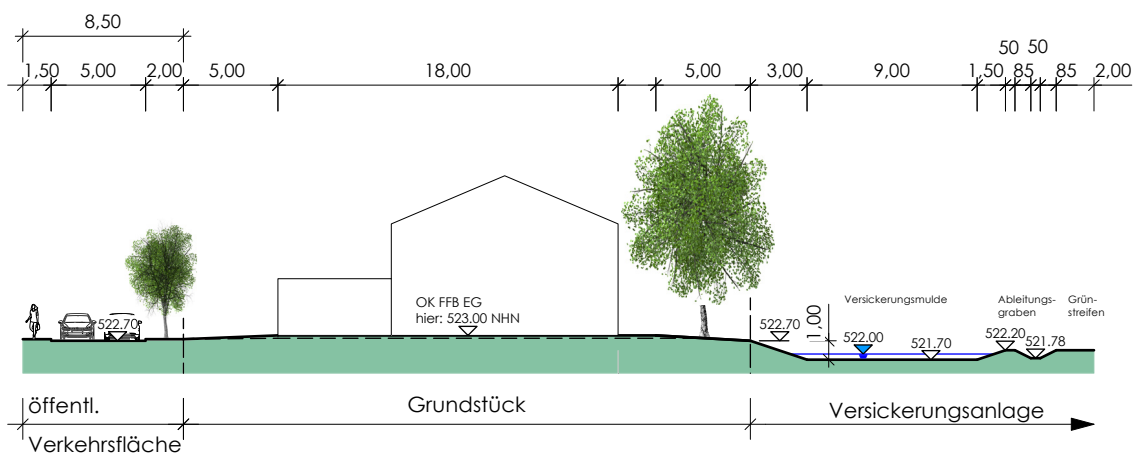 8,50
50 50
1,50 5,00 2,00 5,00 18,00 5,00 3,00 9,00 1,50 85 85 2,00
OK FFB EG
hier: 523.00 NHN
522.70
522.70
1,00
Versickerungsmulde
522.00
521.70
Ableitungs-
graben
522.20
521.78
Grün-
streifen
öffentl.
Verkehrsfläche
Grundstück
Versickerungsanlage